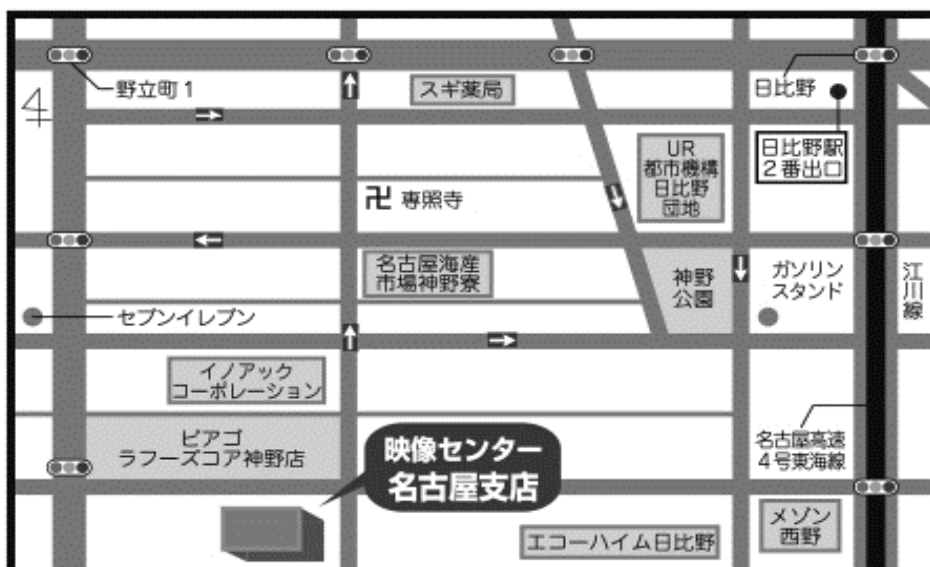 野立町1
スギ薬局
日比野
日比野駅
2番出口
UR
都市機構
日比野
団地
卍 専照寺
名古屋海産
市場神野寮
神野
公園
ガソリン
スタンド
江川線
セブンイレブン
イノアック
コーポレーション
ピアゴ
ラフーズコア神野店
映像センター
名古屋支店
名古屋高速
4号東海線
エコーハイム日比野
メゾン
西野